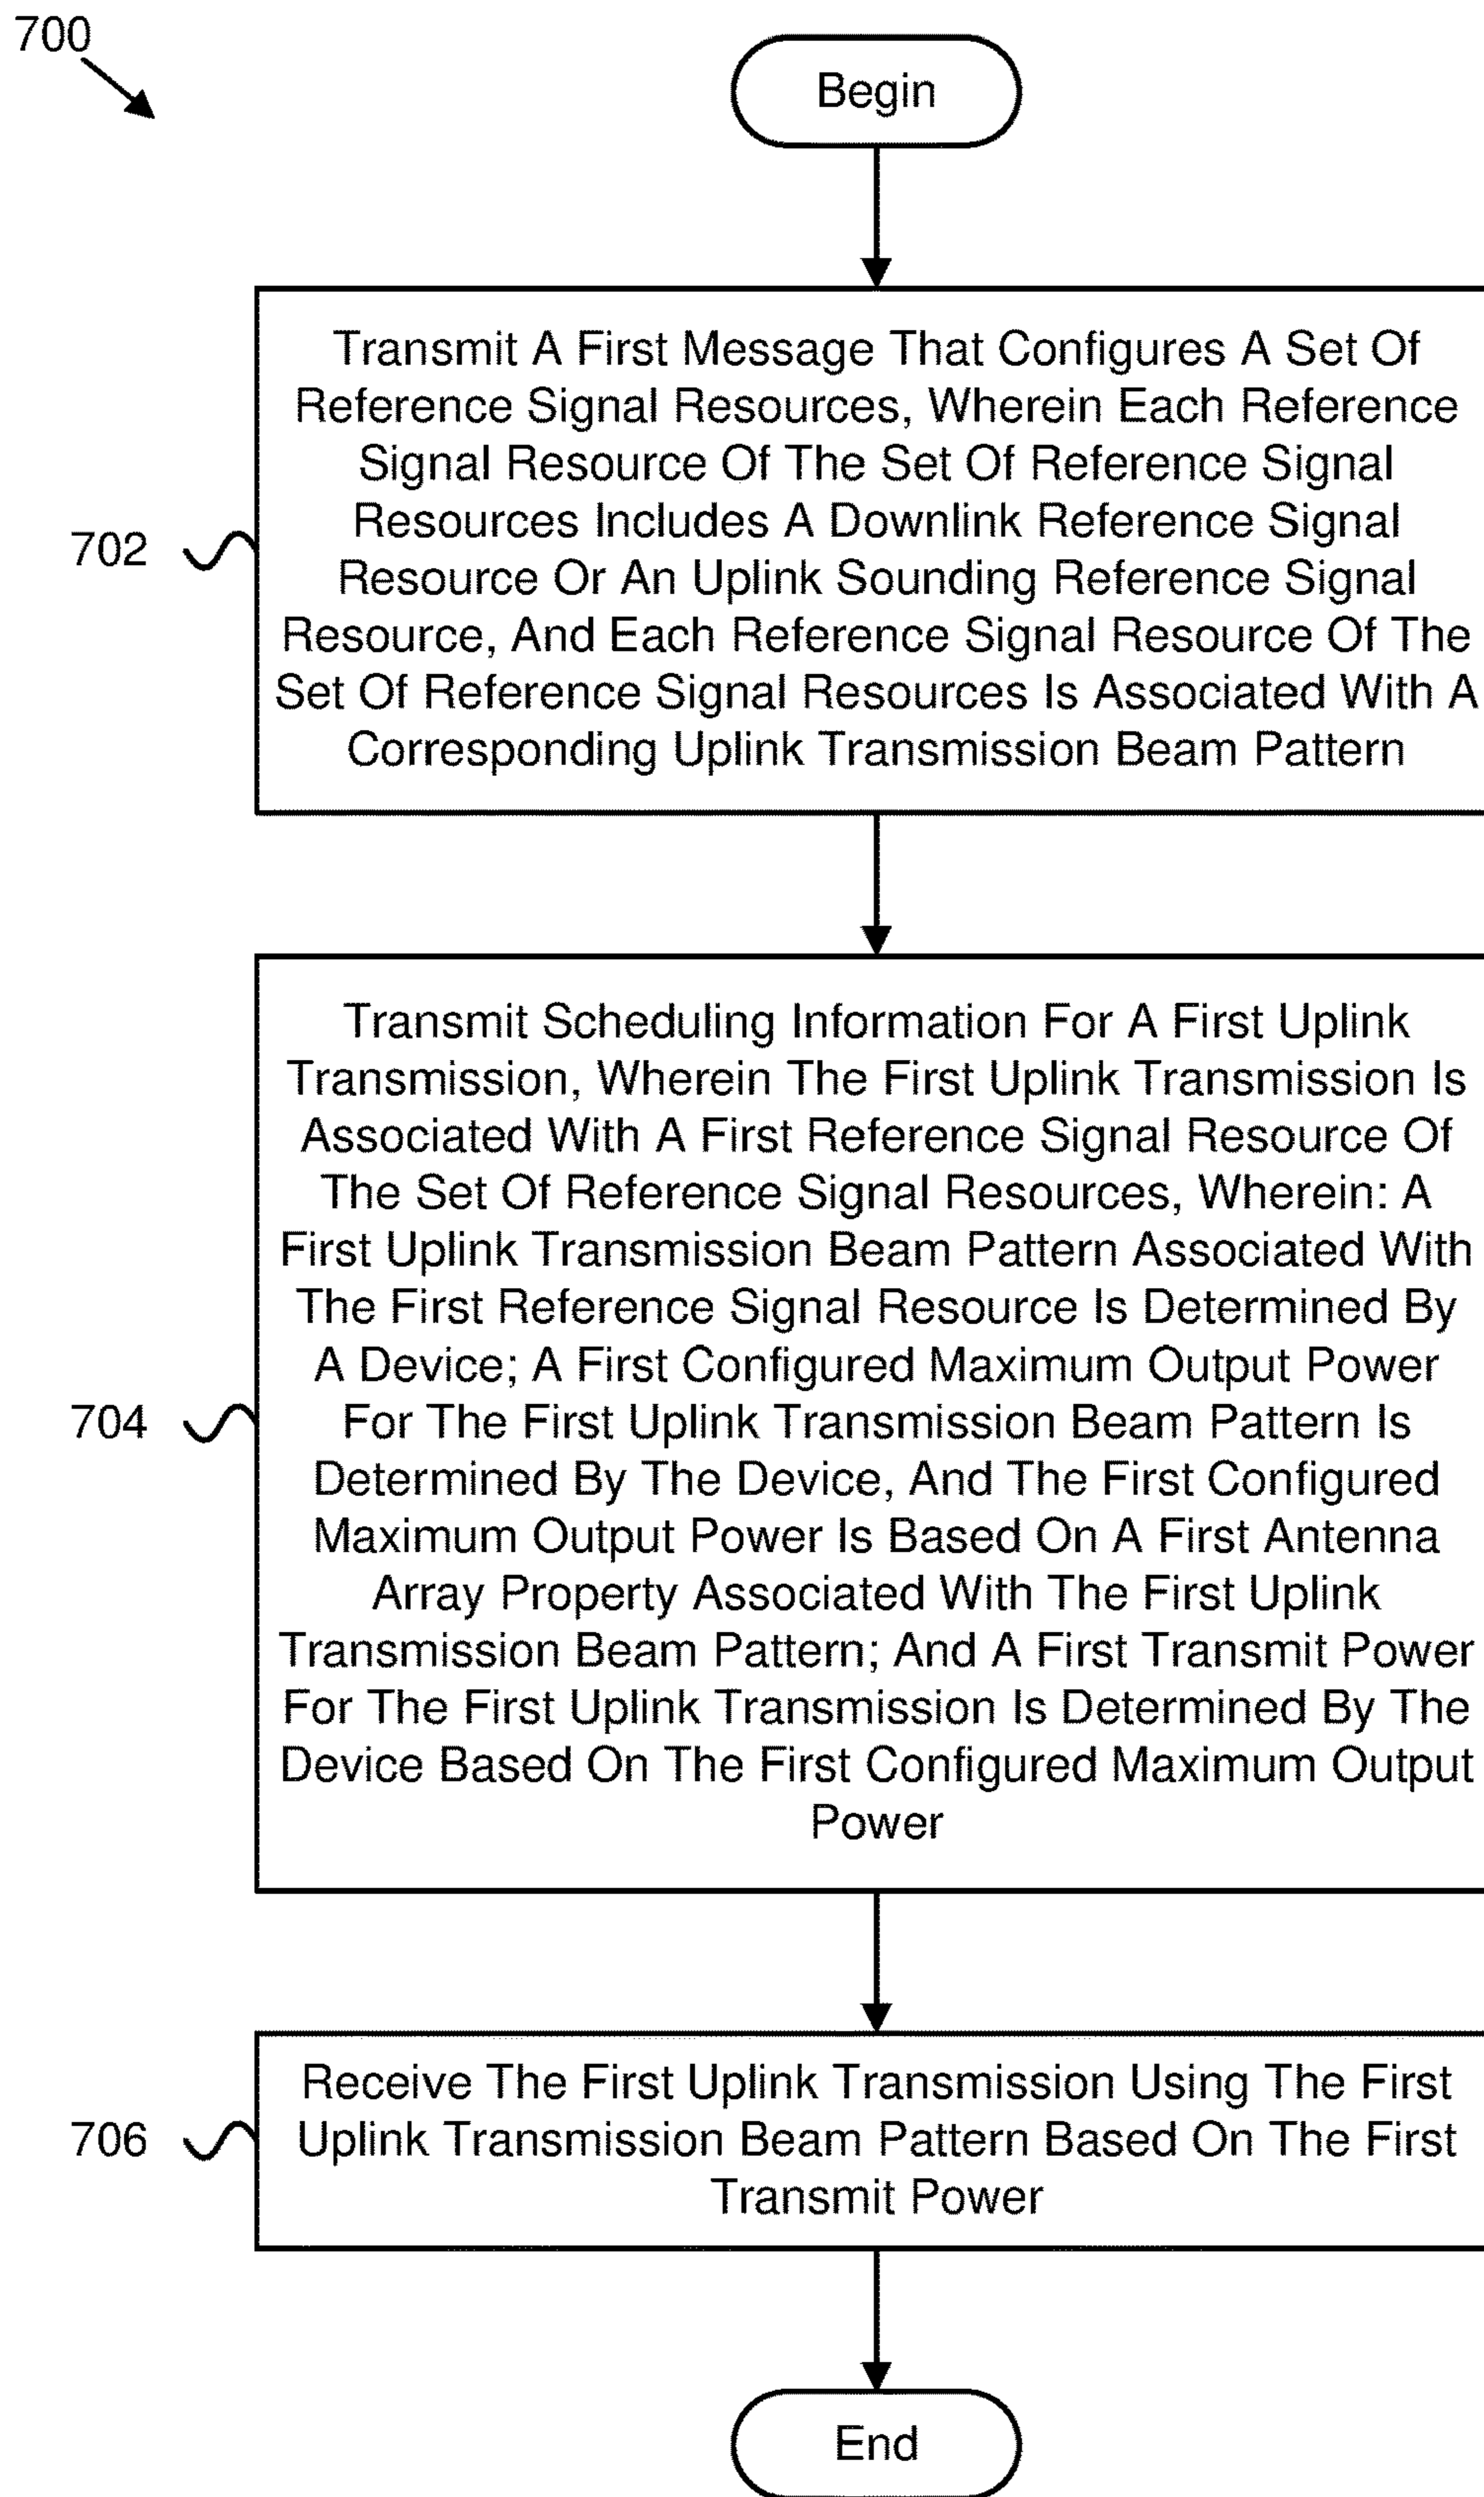 700
Begin
Transmit A First Message That Configures A Set Of
Reference Signal Resources, Wherein Each Reference
Signal Resource Of The Set Of Reference Signal
Resources Includes A Downlink Reference Signal
Resource Or An Uplink Sounding Reference Signal
Resource, And Each Reference Signal Resource Of The
Set Of Reference Signal Resources Is Associated With A
Corresponding Uplink Transmission Beam Pattern
702
Transmit Scheduling Information For A First Uplink
Transmission, Wherein The First Uplink Transmission Is
Associated With A First Reference Signal Resource Of
The Set Of Reference Signal Resources, Wherein: A
First Uplink Transmission Beam Pattern Associated With
The First Reference Signal Resource Is Determined By
A Device; A First Configured Maximum Output Power
For The First Uplink Transmission Beam Pattern Is
Determined By The Device, And The First Configured
Maximum Output Power Is Based On A First Antenna
Array Property Associated With The First Uplink
Transmission Beam Pattern; And A First Transmit Power
For The First Uplink Transmission Is Determined By The
Device Based On The First Configured Maximum Output
Power
704
Receive The First Uplink Transmission Using The First
Uplink Transmission Beam Pattern Based On The First
Transmit Power
706
End